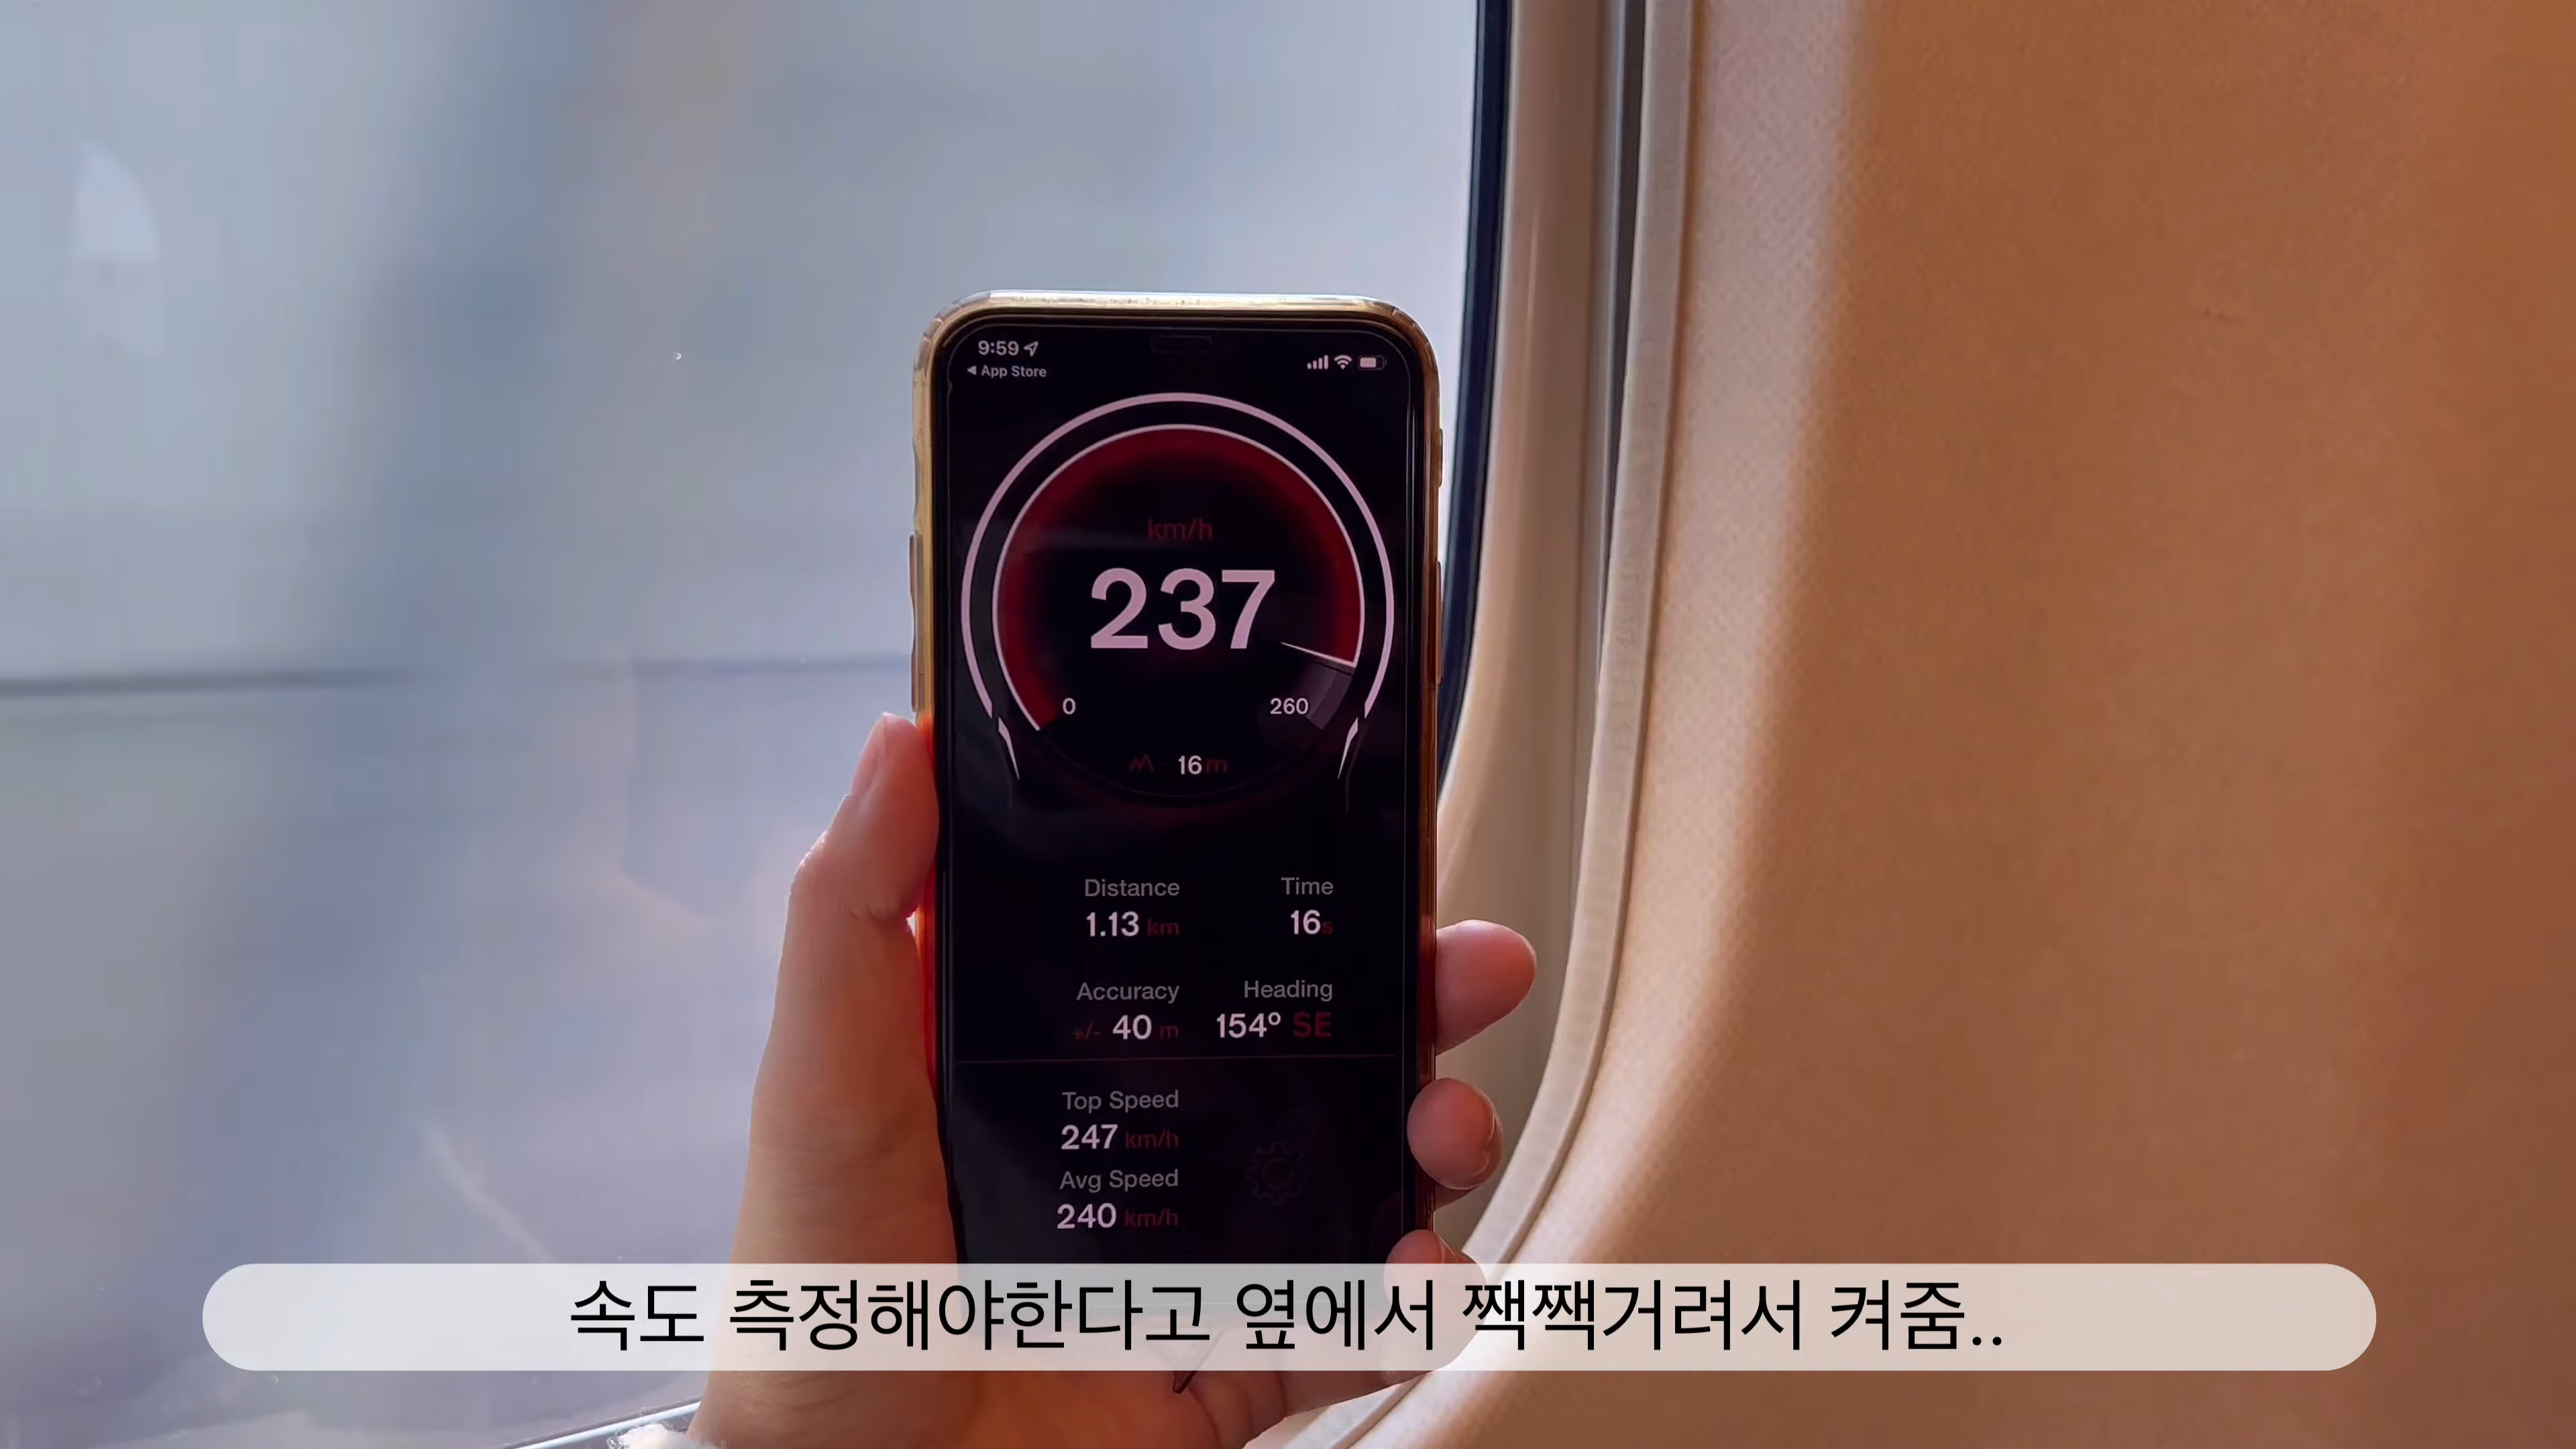 9:59
◀ App Store
km/h
237
0
260
16 m
Distance
Time
1.13 km
16s
Accuracy
Heading
+/- 40 m
154° SE
Top Speed
247 km/h
Avg Speed
240 km/h
속도 측정해야한다고 옆에서 짹짹거려서 켜줌..